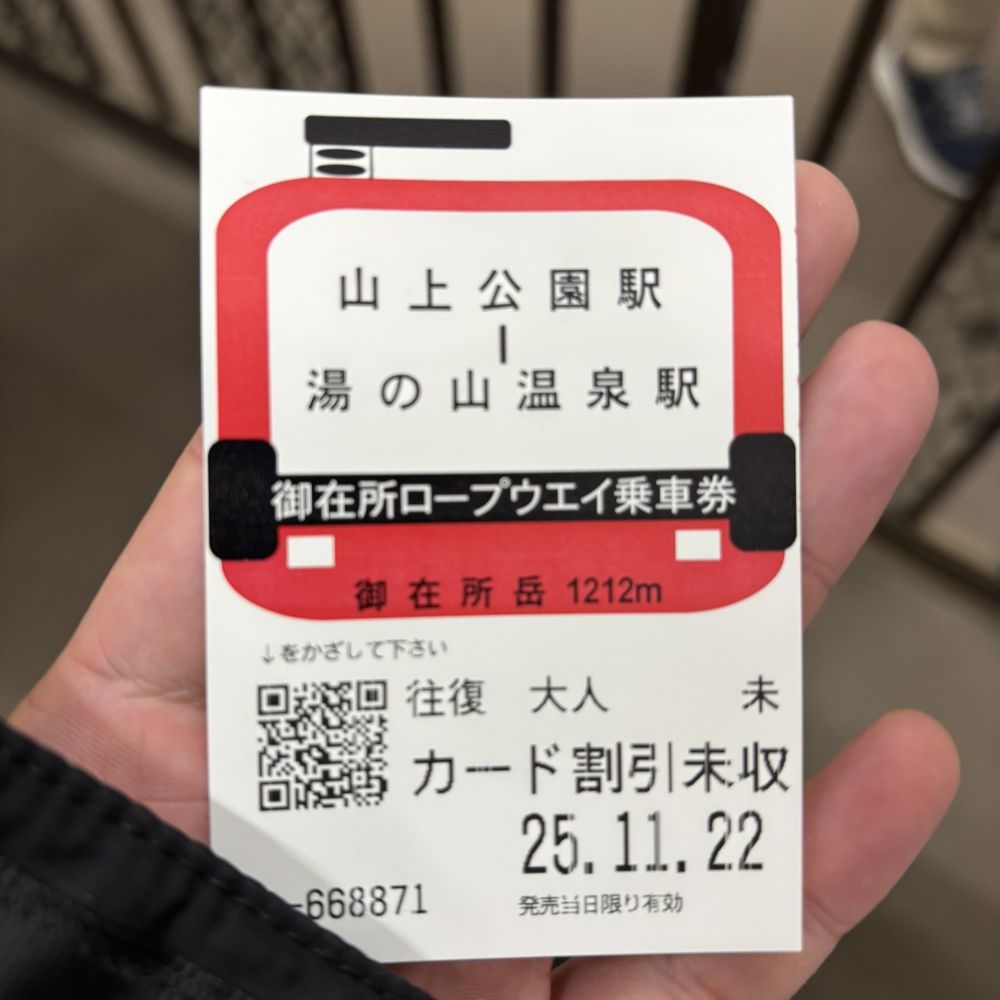 山上公園駅
|
湯の山温泉駅
御在所ロープウエイ乗車券
御在所岳 1212m
↓をかざして下さい
往復 大人 未
カード割引未収
25.11.22
-668871
発売当日限り有効